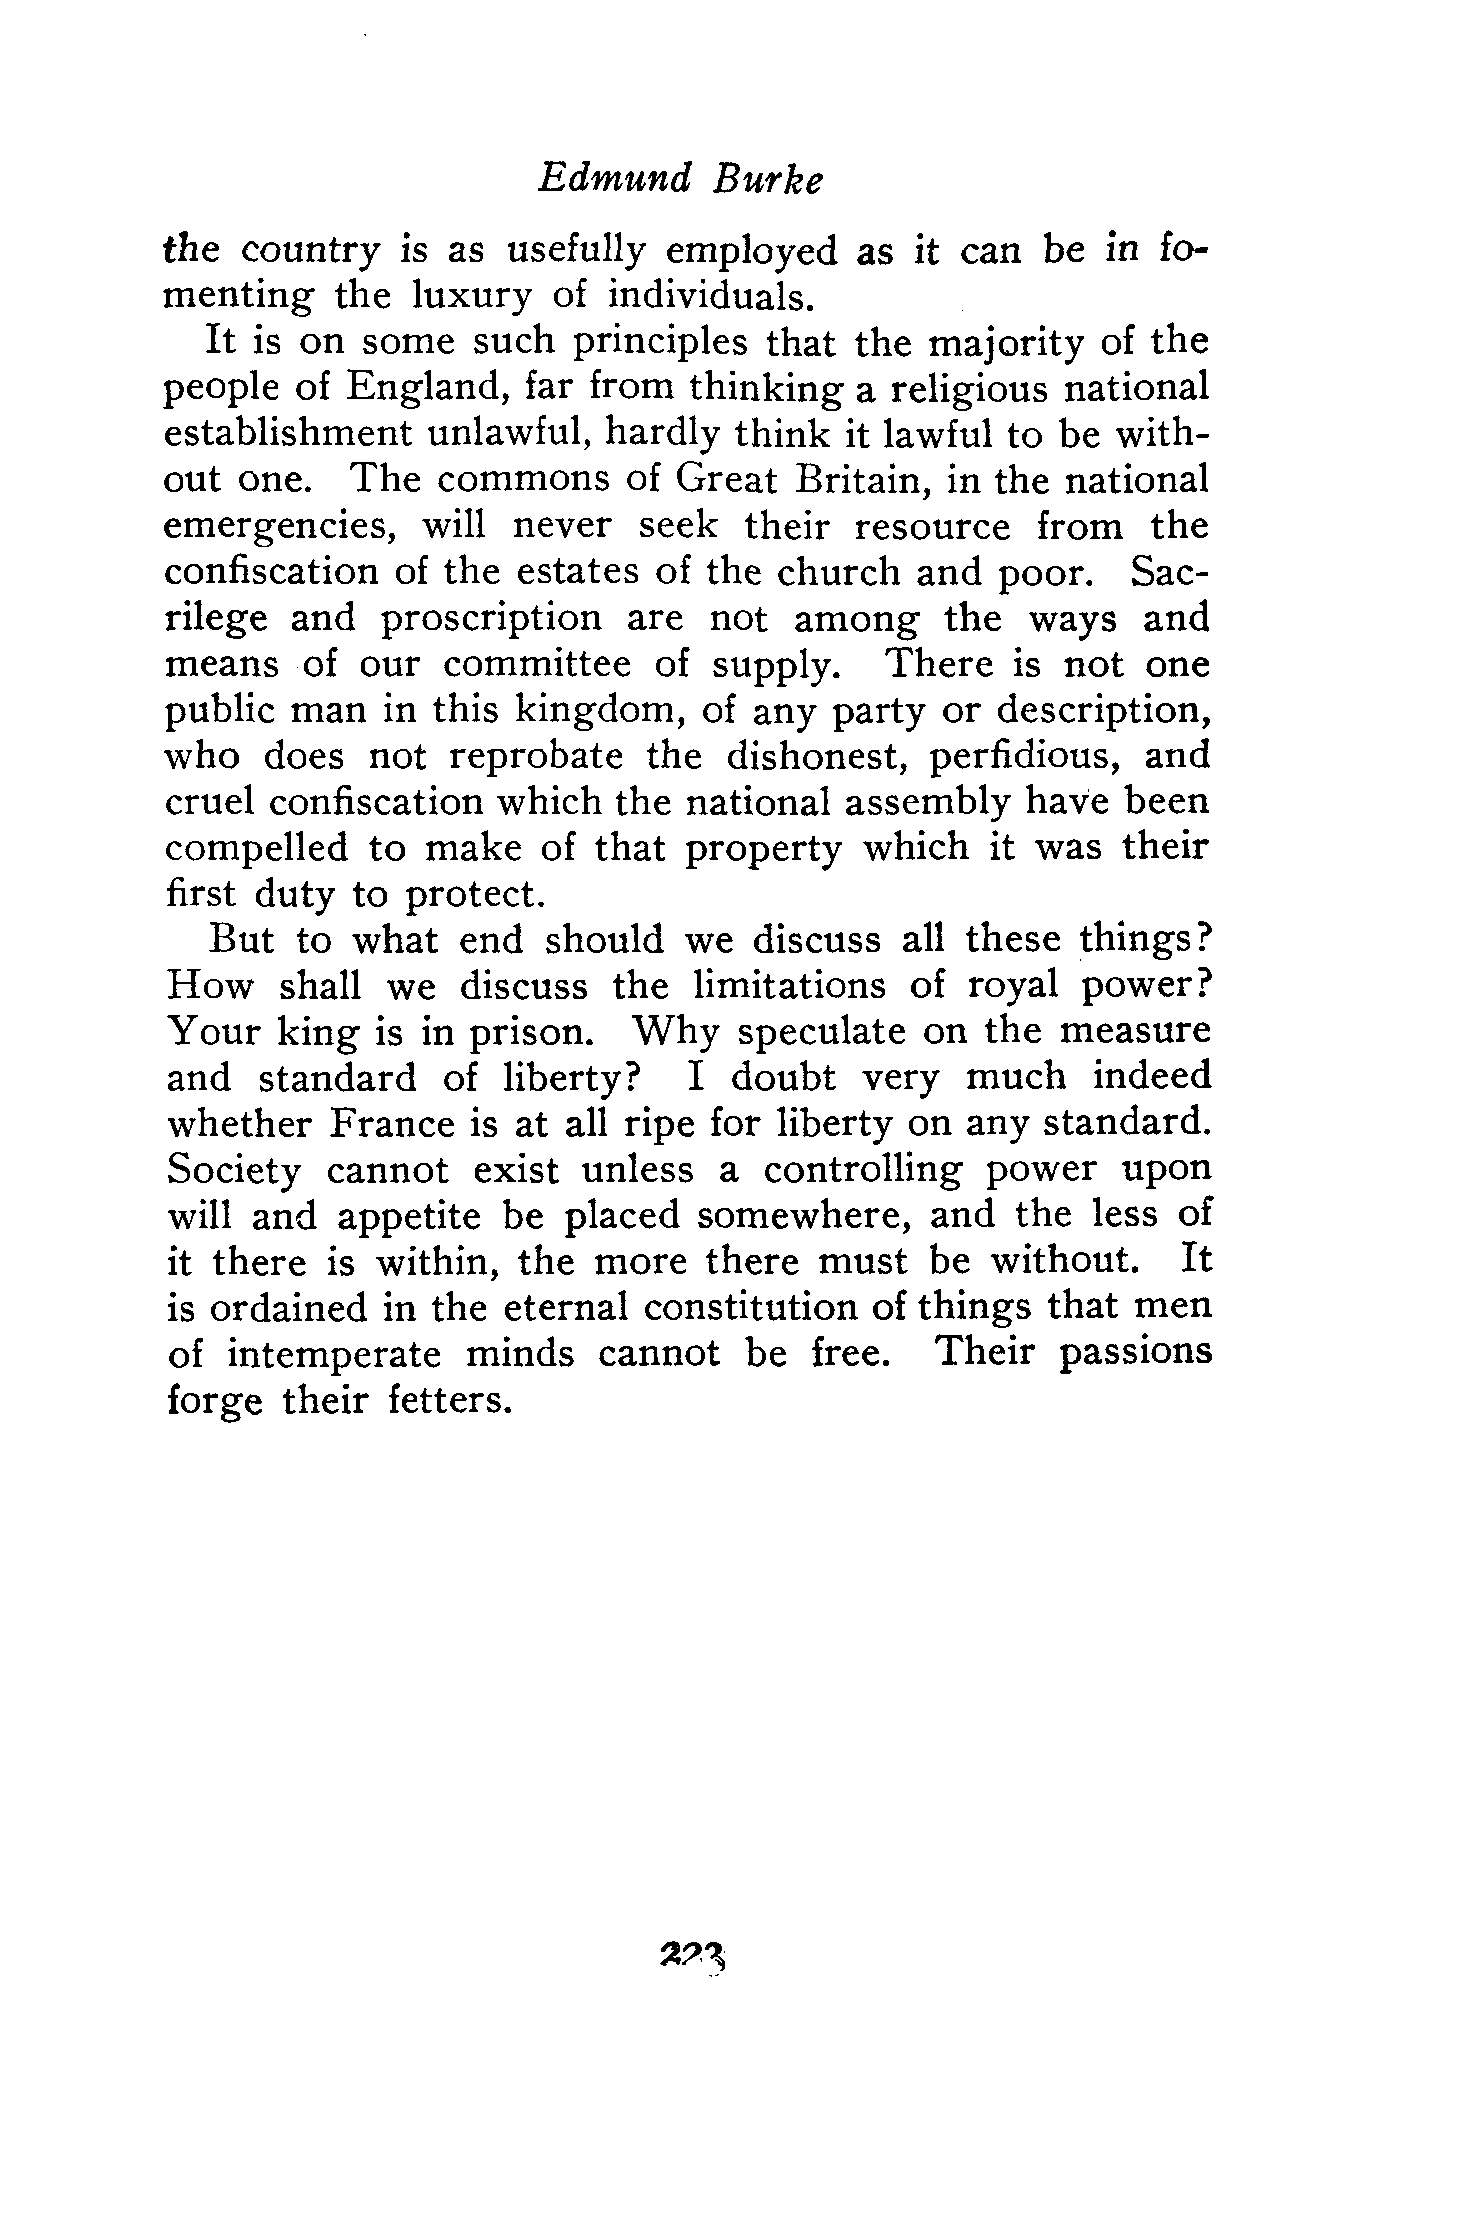 Edmund Burke
the country is as usefully employed as it can be in fo-
menting the luxury of individuals.
It is on some such principles that the majority of the
people of England, far from thinking a religious national
establishment unlawful, hardly think it lawful to be with-
out one. The commons of Great Britain, in the national
emergencies, will never seek their resource from the
confiscation of the estates of the church and poor. Sac-
rilege and proscription are not among the ways and
means of our committee of supply. There is not one
public man in this kingdom, of any party or description,
who does not reprobate the dishonest, perfidious, and
cruel confiscation which the national assembly have been
compelled to make of that property which it was their
first duty to protect.
But to what end should we discuss all these things?
How shall we discuss the limitations of royal power?
Your king is in prison. Why speculate on the measure
and standard of liberty? I doubt very much indeed
whether France is at all ripe for liberty on any standard.
Society cannot exist unless a controlling power upon
will and appetite be placed somewhere, and the less of
it there is within, the more there must be without. It
is ordained in the eternal constitution of things that men
of intemperate minds cannot be free. Their passions
forge their fetters.
223